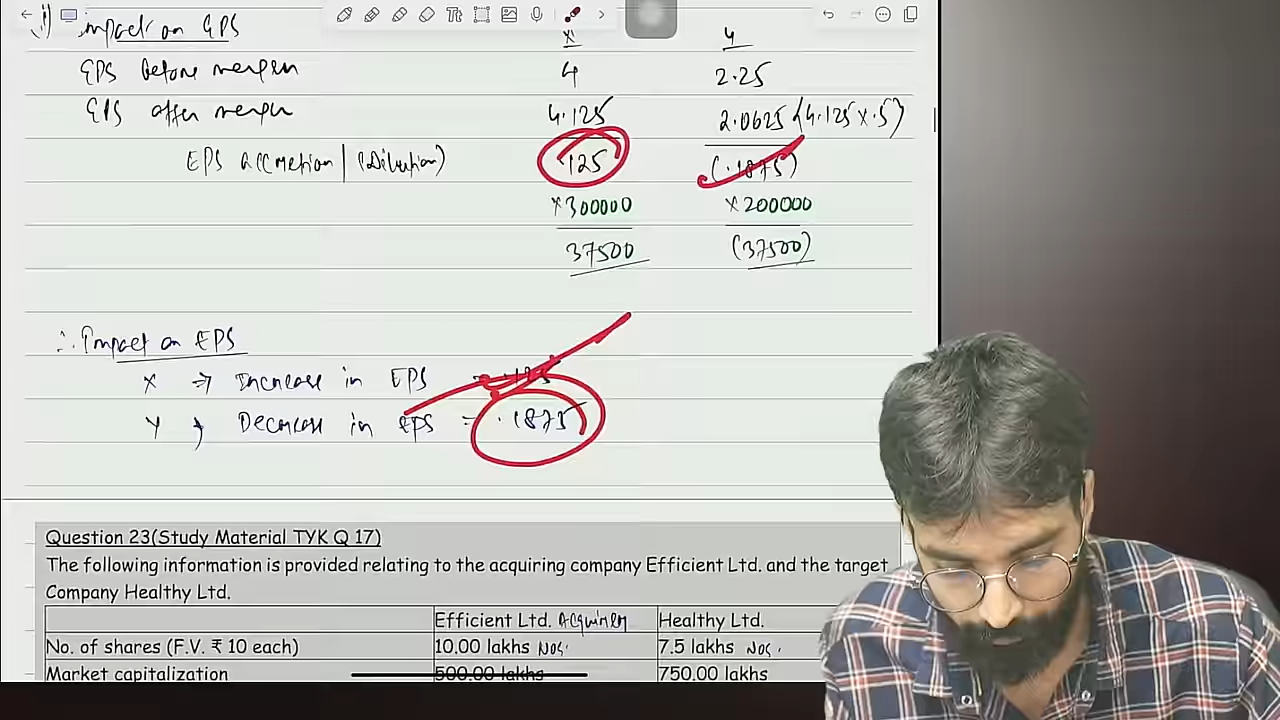 Impact on EPS
X Y
EPS before merger 4 2.25
EPS after merger 4.125 2.0625 (4.125 x .5)
EPS accretion / (Dilution) .125 (.1875)
x300000 x200000
37500 (37500)
∴ Impact on EPS
X ⇒ Increase in EPS = .125
Y ⇒ Decrease in EPS = .1875
Question 23(Study Material TYK Q 17)
The following information is provided relating to the acquiring company Efficient Ltd. and the target
Company Healthy Ltd.
Efficient Ltd. Acquirer Healthy Ltd.
No. of shares (F.V. ₹ 10 each) 10.00 lakhs Nos. 7.5 lakhs Nos.
Market capitalization 500.00 lakhs 750.00 lakhs